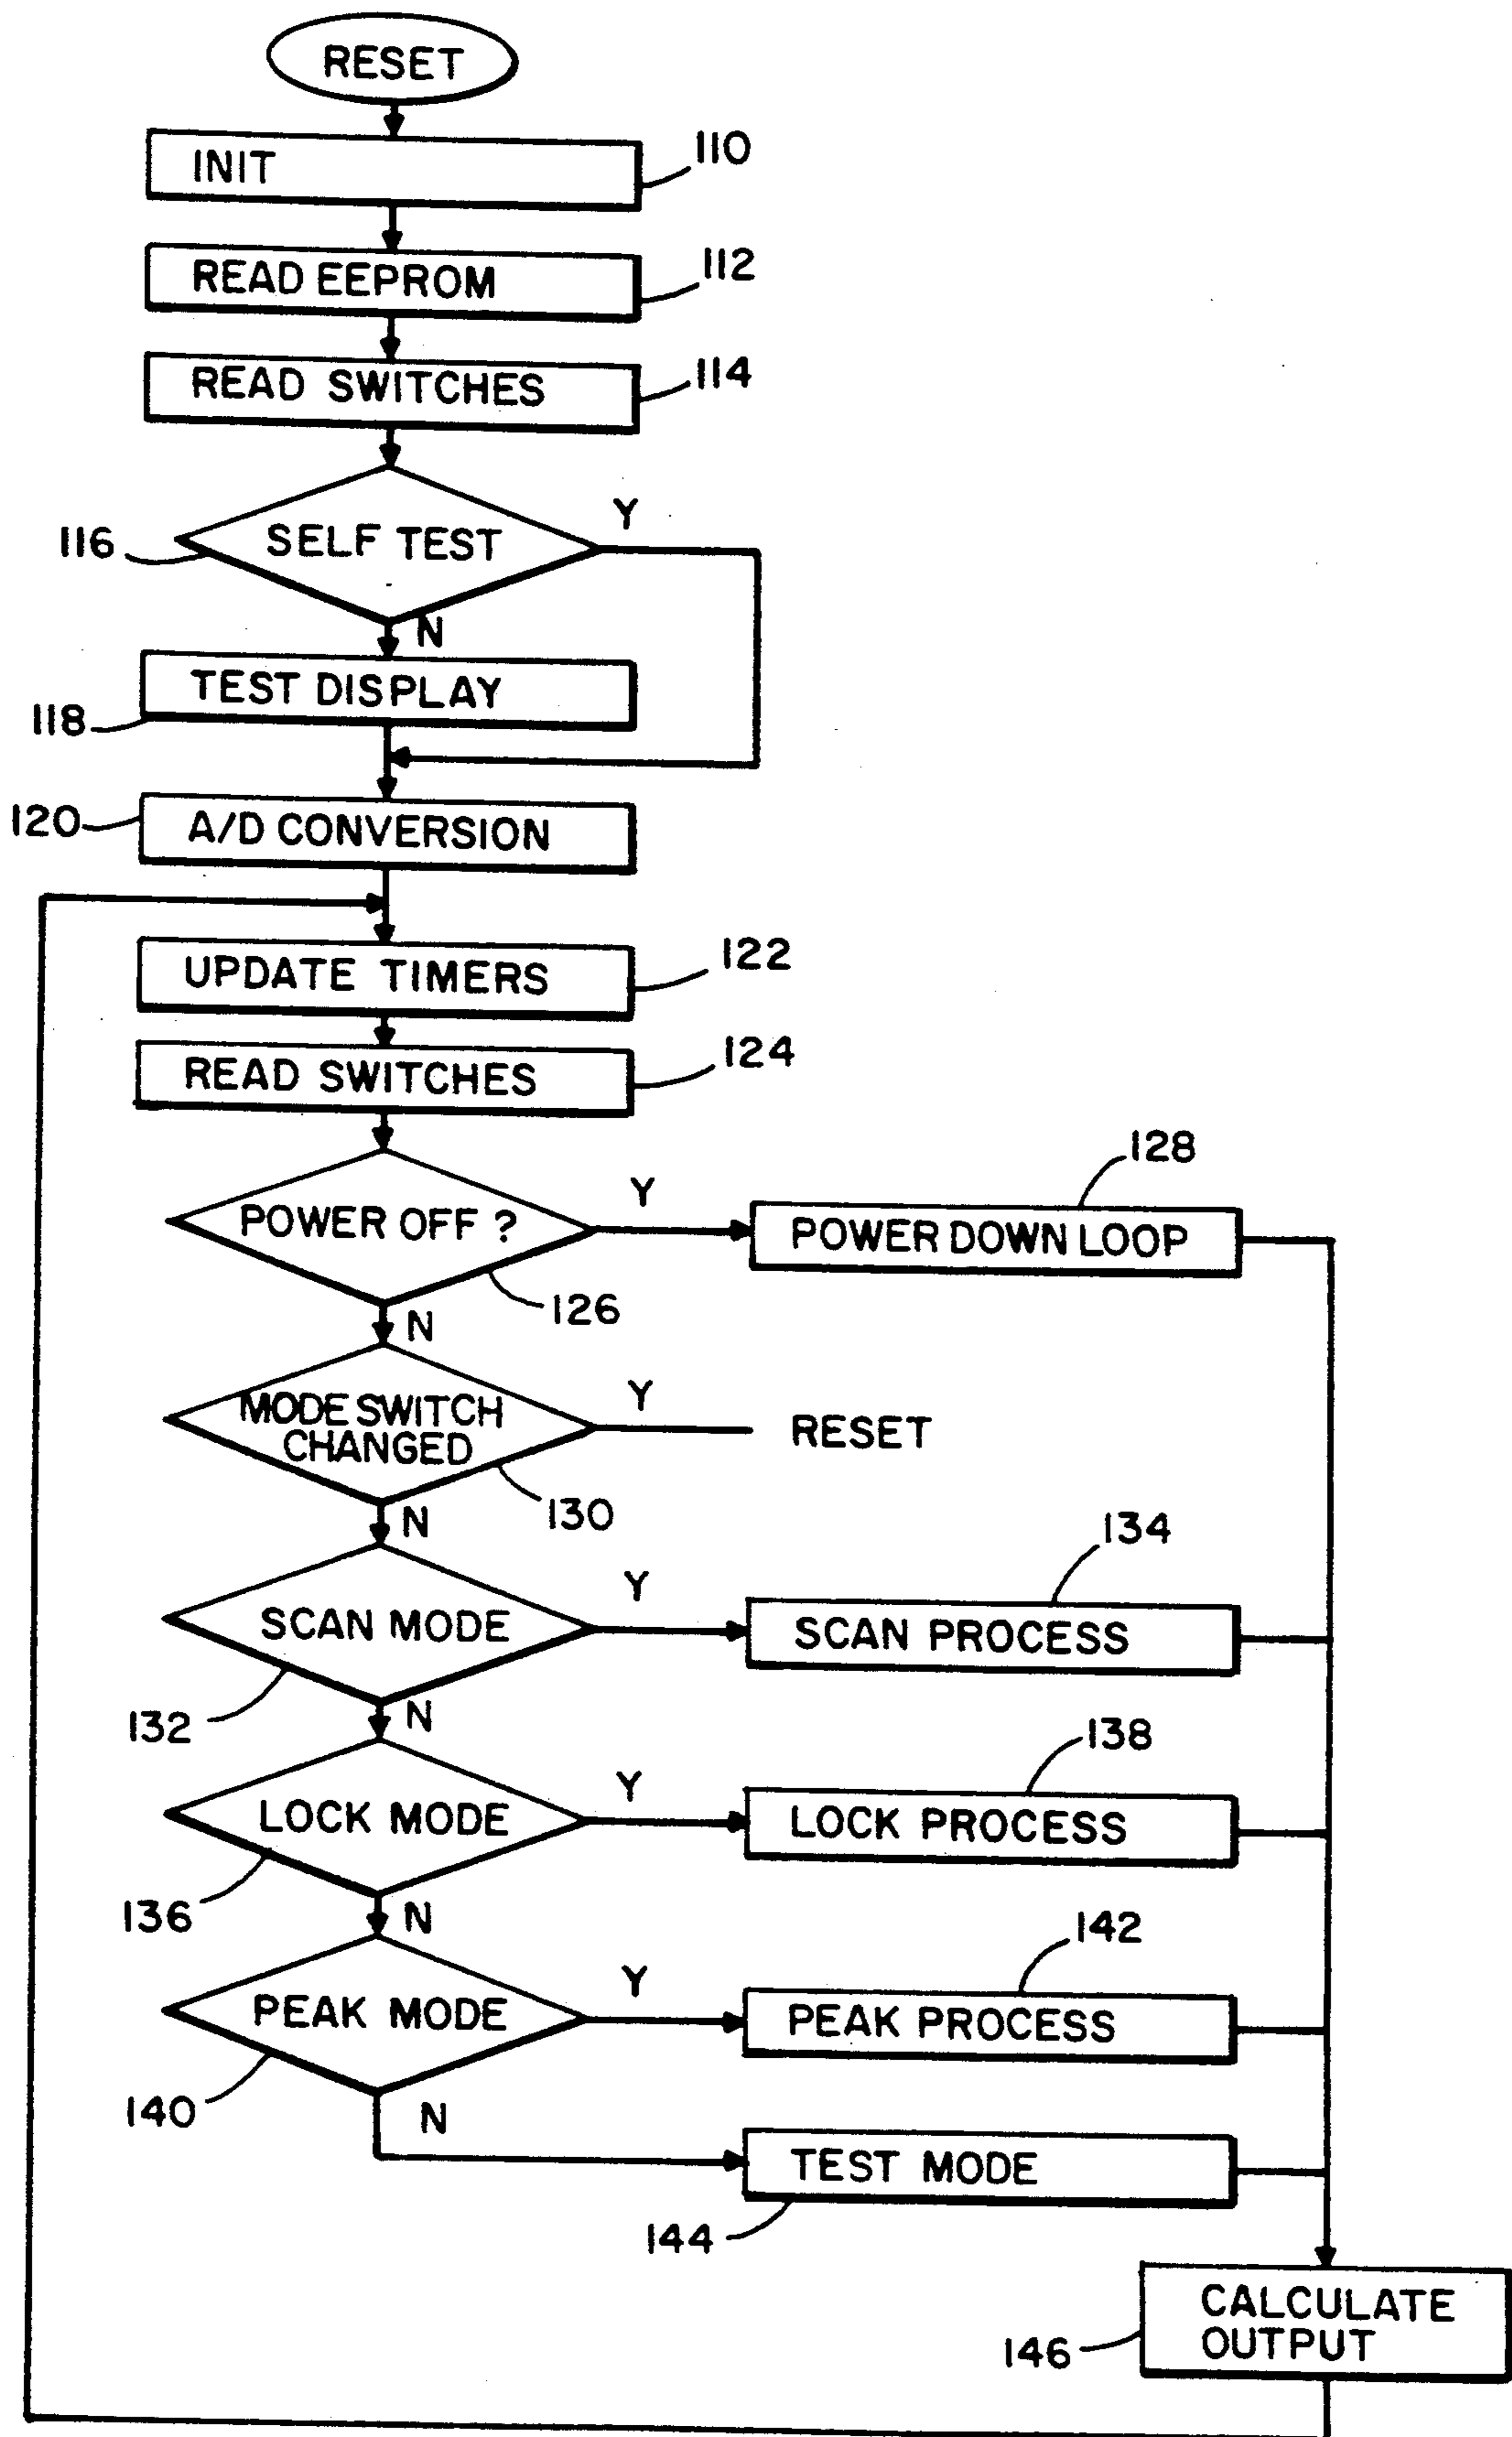 RESET
INIT
110
READ EEPROM
112
READ SWITCHES
114
SELF TEST
Y
116
N
TEST DISPLAY
118
120
A/D CONVERSION
UPDATE TIMERS
122
READ SWITCHES
124
POWER OFF ?
Y
POWER DOWN LOOP
128
126
N
MODE SWITCH
CHANGED
Y
RESET
130
N
SCAN MODE
Y
SCAN PROCESS
134
132
N
LOCK MODE
Y
LOCK PROCESS
138
136
N
PEAK MODE
Y
PEAK PROCESS
142
140
N
TEST MODE
144
CALCULATE
OUTPUT
146